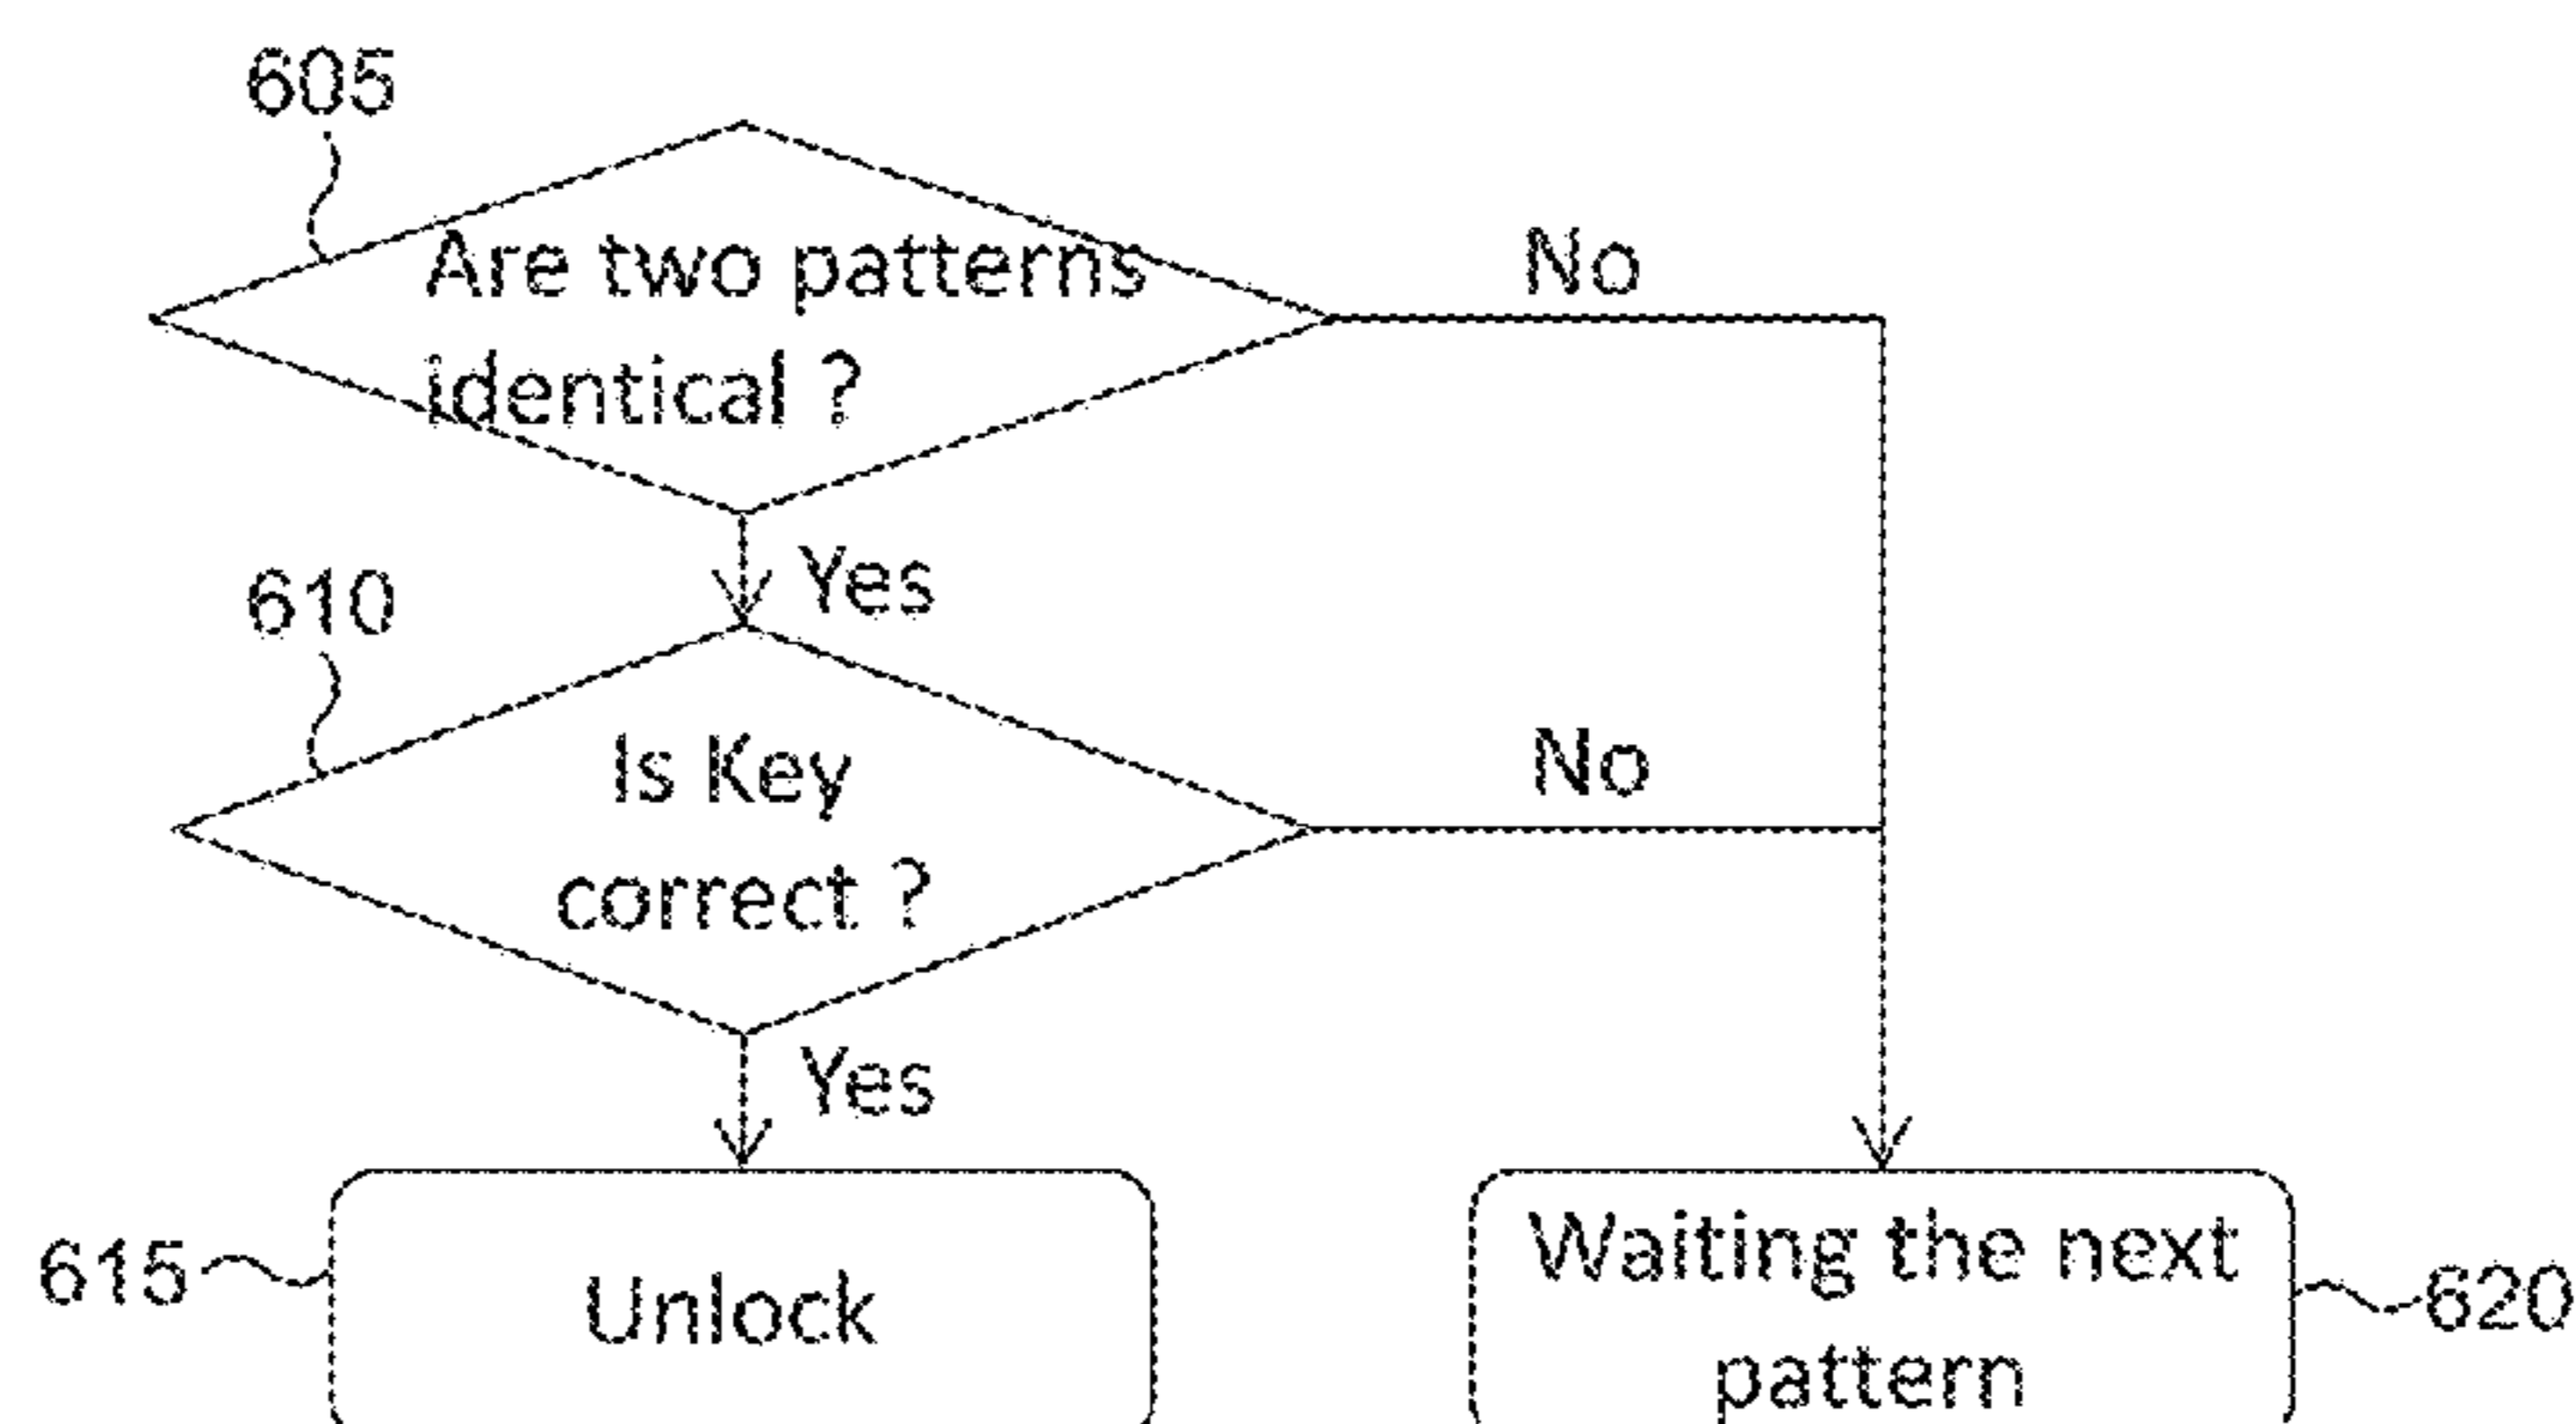 605
Are two patterns
identical ?
No
Yes
610
Is Key
correct ?
No
Yes
615
Unlock
Waiting the next
pattern
620